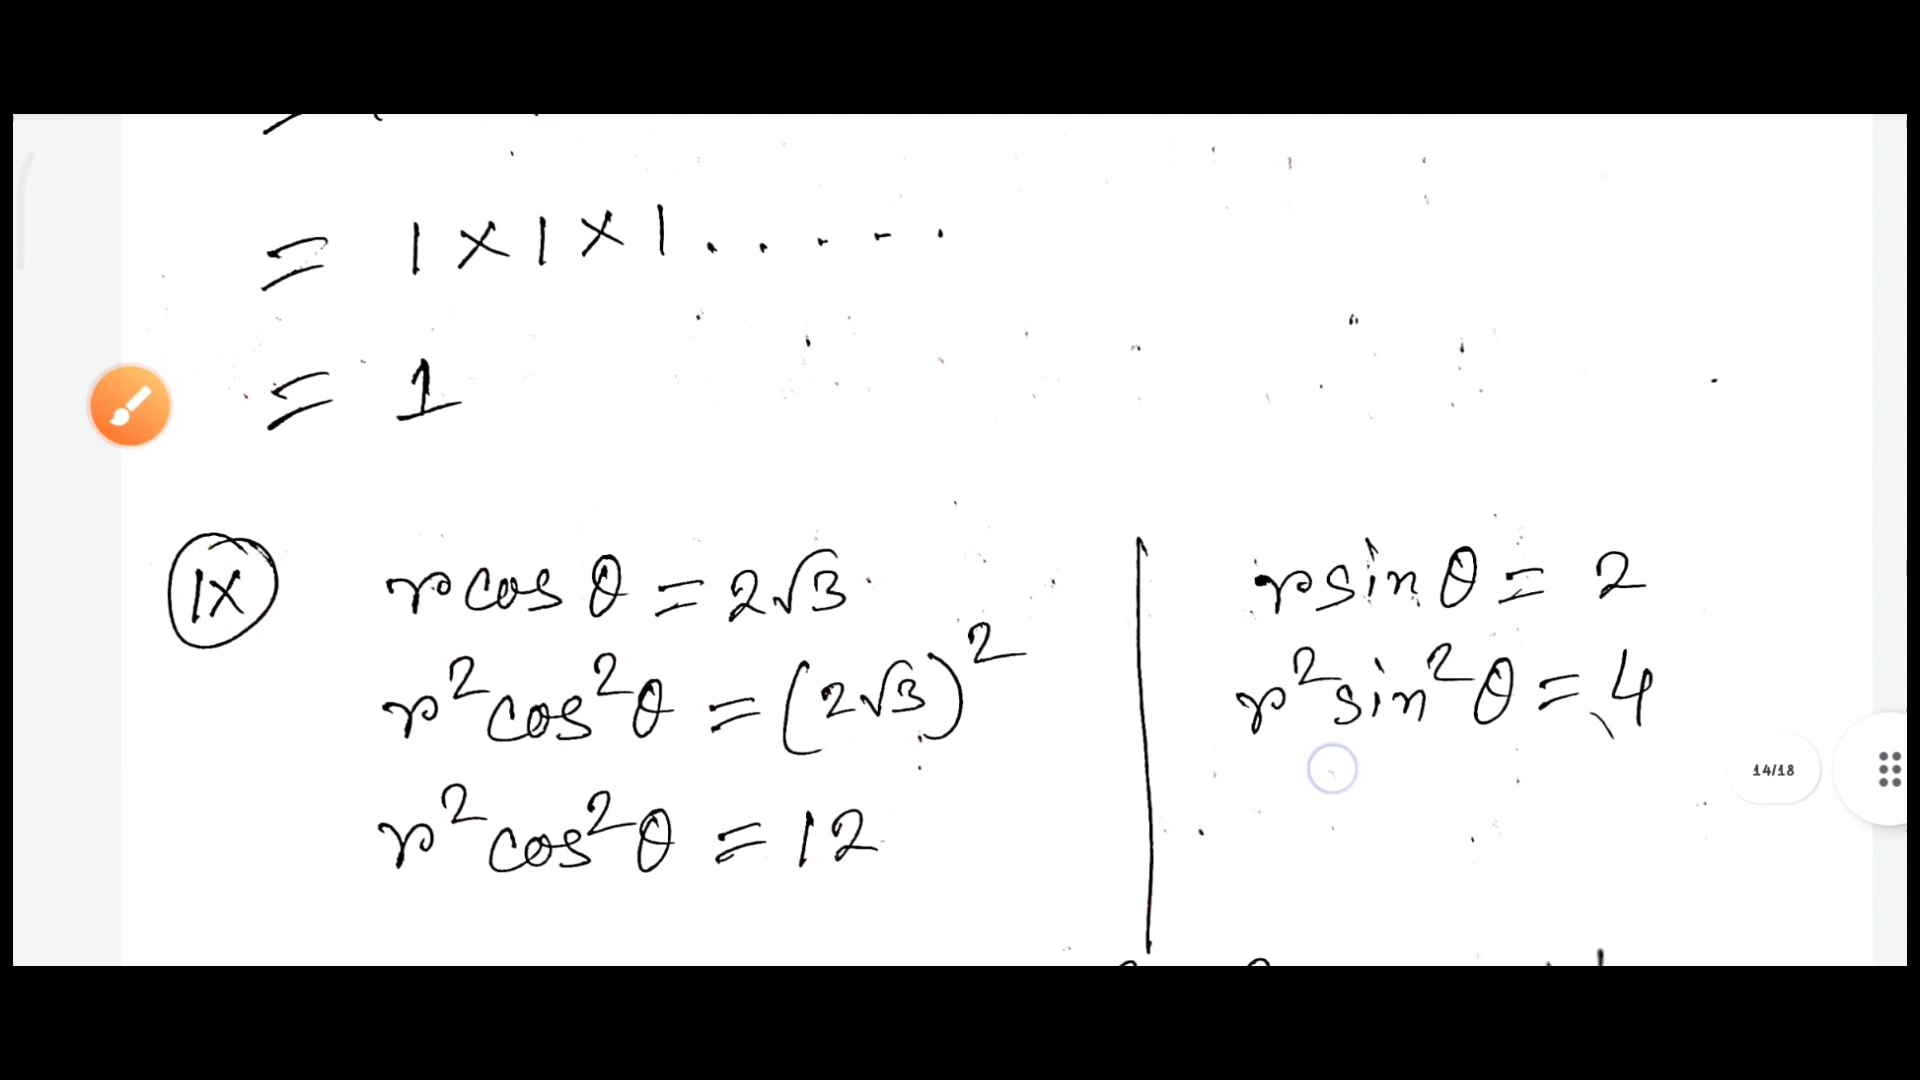 = 1 × 1 × 1 . . . . . .
= 1
IX
r cos θ = 2√3
r² cos² θ = (2√3)²
r² cos² θ = 12
r sin θ = 2
r² sin² θ = 4
14/18